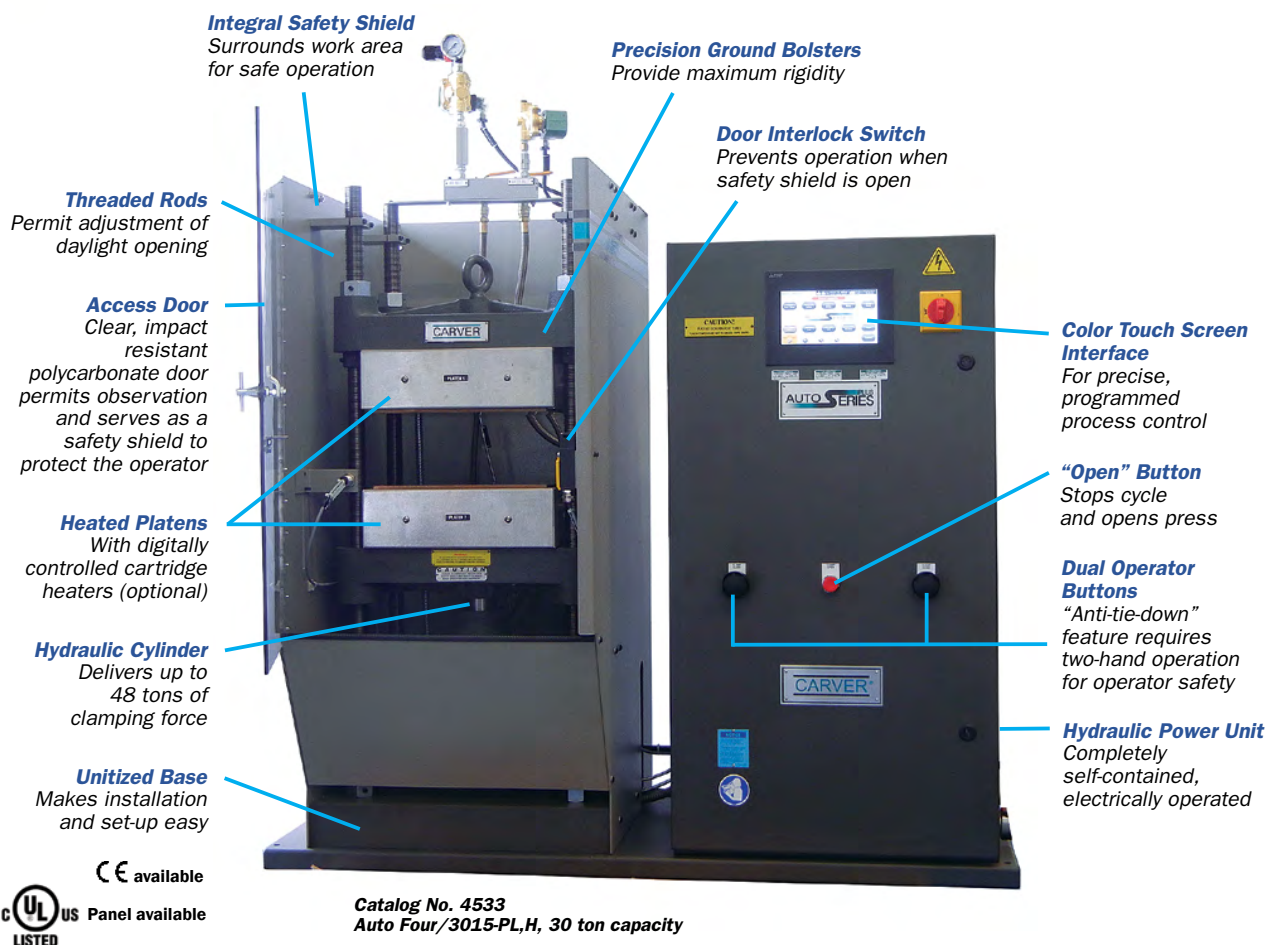 Integral Safety Shield
Surrounds work area
for safe operation
Precision Ground Bolsters
Provide maximum rigidity
Door Interlock Switch
Prevents operation when
safety shield is open
Threaded Rods
Permit adjustment of
daylight opening
Access Door
Clear, impact
resistant
polycarbonate door
permits observation
and serves as a
safety shield to
protect the operator
Heated Platens
With digitally
controlled cartridge
heaters (optional)
Hydraulic Cylinder
Delivers up to
48 tons of
clamping force
Unitized Base
Makes installation
and set-up easy
CARVER
CAUTION!
AUTO SERIES
PLUS
CARVER®
Color Touch Screen
Interface
For precise,
programmed
process control
“Open” Button
Stops cycle
and opens press
Dual Operator
Buttons
“Anti-tie-down”
feature requires
two-hand operation
for operator safety
Hydraulic Power Unit
Completely
self-contained,
electrically operated
CE available
C UL US Panel available
LISTED
Catalog No. 4533
Auto Four/3015-PL,H, 30 ton capacity